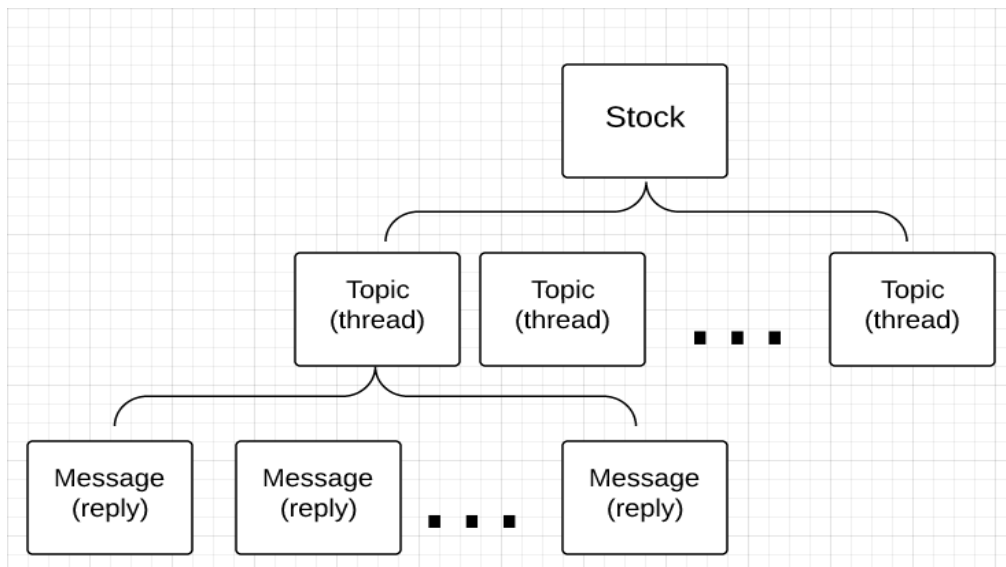 Stock
Topic
(thread)
Topic
(thread)
Topic
(thread)
Message
(reply)
Message
(reply)
Message
(reply)